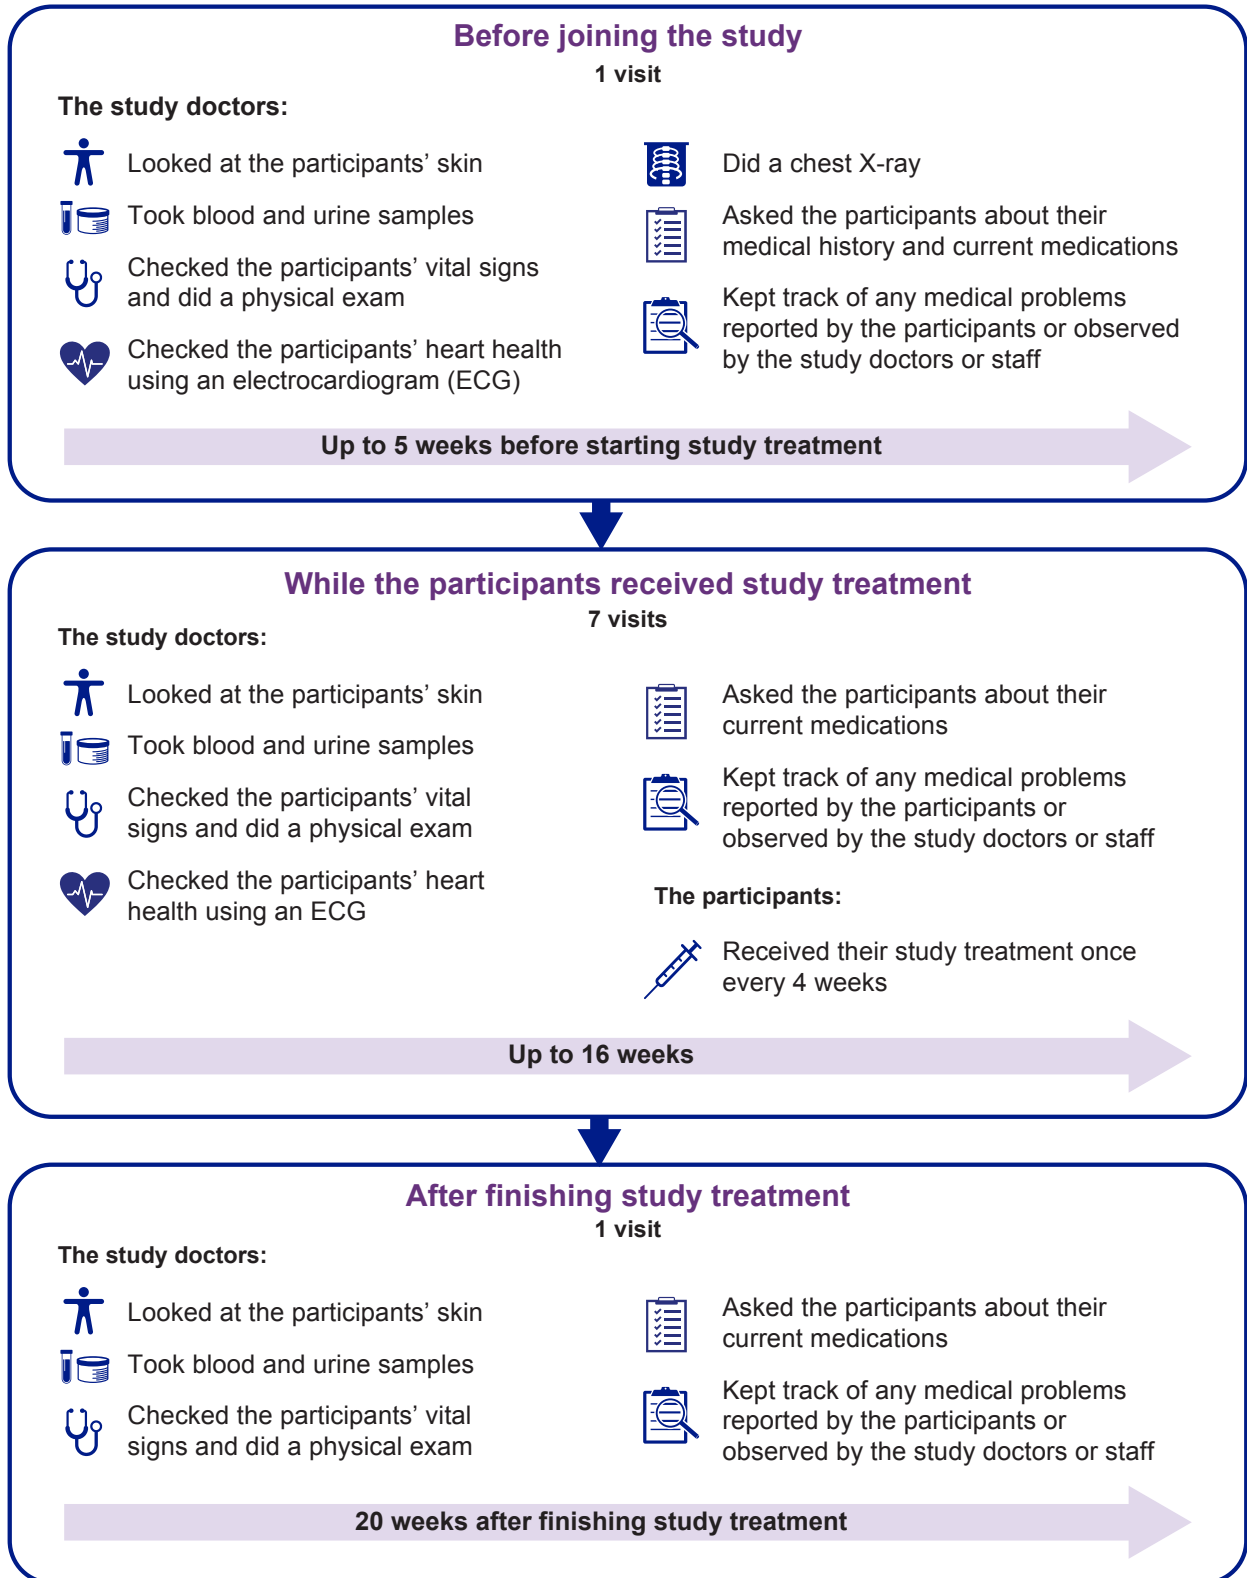 Before joining the study
1 visit
The study doctors:
Looked at the participants’ skin
Took blood and urine samples
Checked the participants’ vital signs
and did a physical exam
Checked the participants’ heart health
using an electrocardiogram (ECG)
Did a chest X-ray
Asked the participants about their
medical history and current medications
Kept track of any medical problems
reported by the participants or observed
by the study doctors or staff
Up to 5 weeks before starting study treatment
While the participants received study treatment
7 visits
The study doctors:
Looked at the participants’ skin
Took blood and urine samples
Checked the participants’ vital
signs and did a physical exam
Checked the participants’ heart
health using an ECG
Asked the participants about their
current medications
Kept track of any medical problems
reported by the participants or
observed by the study doctors or staff
The participants:
Received their study treatment once
every 4 weeks
Up to 16 weeks
After finishing study treatment
1 visit
The study doctors:
Looked at the participants’ skin
Took blood and urine samples
Checked the participants’ vital
signs and did a physical exam
Asked the participants about their
current medications
Kept track of any medical problems
reported by the participants or
observed by the study doctors or staff
20 weeks after finishing study treatment